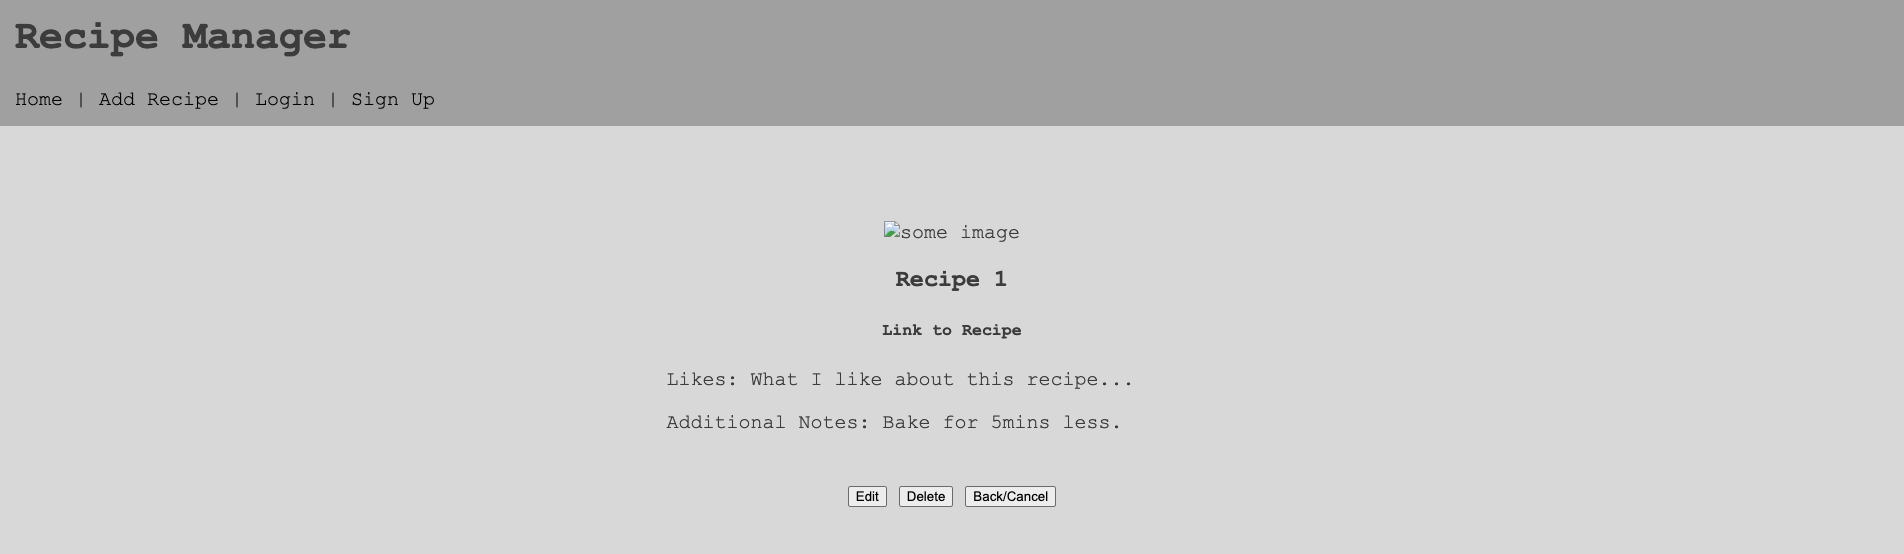 Recipe Manager
Home | Add Recipe | Login | Sign Up
some image
Recipe 1
Link to Recipe
Likes: What I like about this recipe...
Additional Notes: Bake for 5mins less.
Edit Delete Back/Cancel